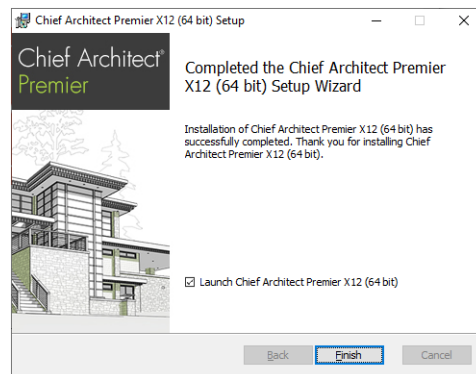 Chief Architect Premier X12 (64 bit) Setup
Chief Architect®
Premier
Completed the Chief Architect Premier
X12 (64 bit) Setup Wizard
Installation of Chief Architect Premier X12 (64 bit) has
successfully completed. Thank you for installing Chief
Architect Premier X12 (64 bit).
Launch Chief Architect Premier X12 (64 bit)
Back Finish Cancel